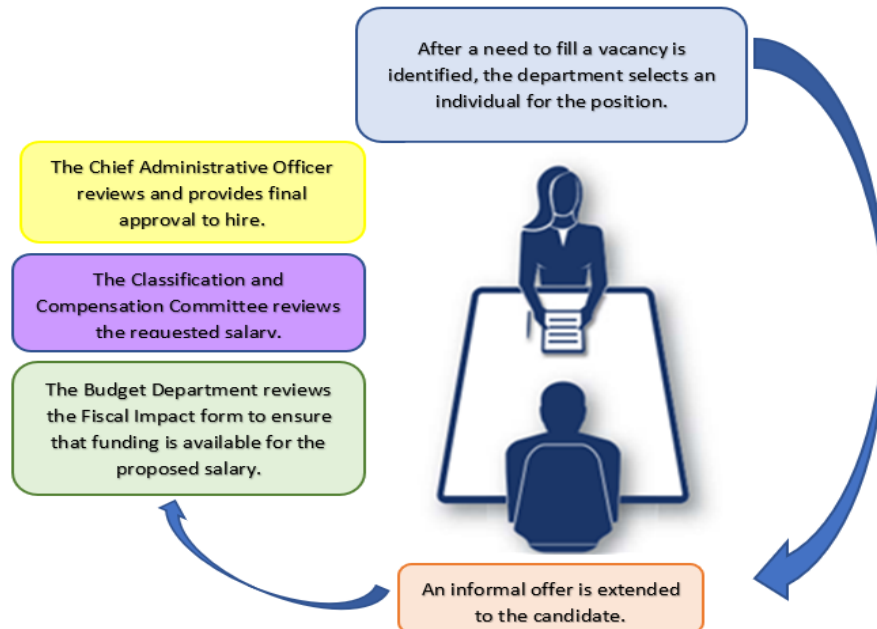 After a need to fill a vacancy is
identified, the department selects an
individual for the position.
The Chief Administrative Officer
reviews and provides final
approval to hire.
The Classification and
Compensation Committee reviews
the requested salary.
The Budget Department reviews
the Fiscal Impact form to ensure
that funding is available for the
proposed salary.
An informal offer is extended
to the candidate.